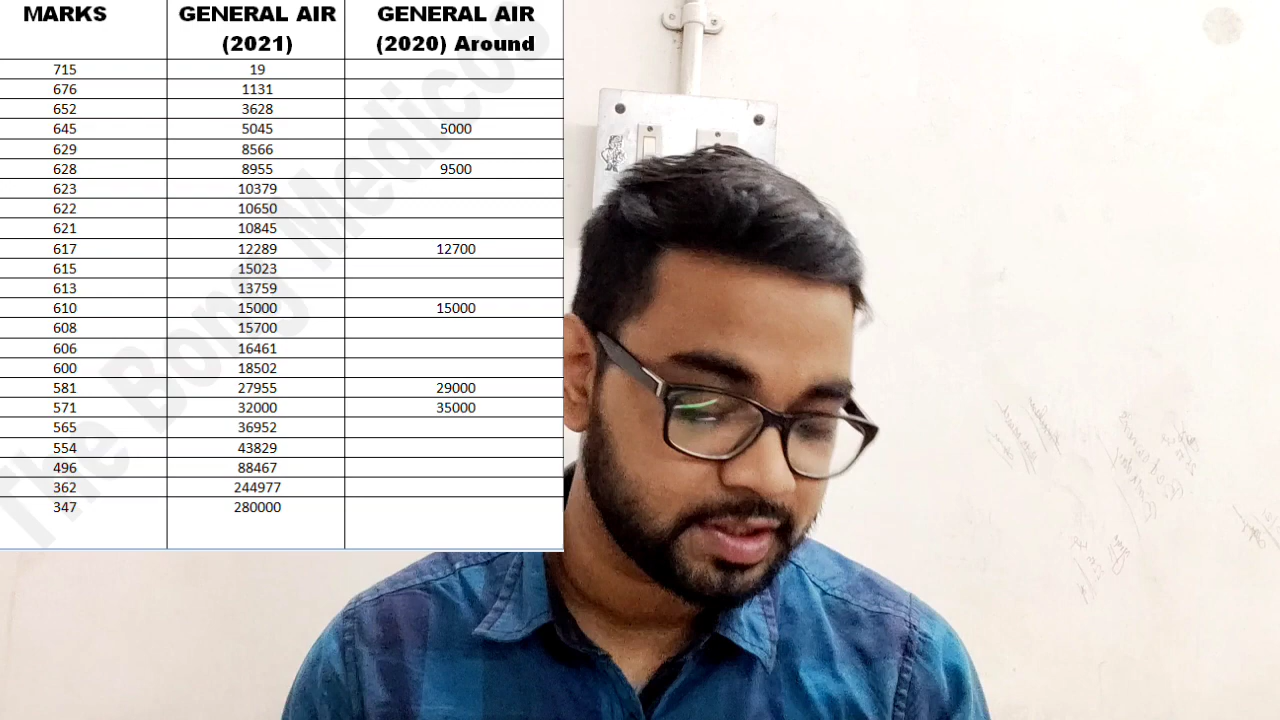 MARKS GENERAL AIR (2021) GENERAL AIR (2020) Around
715 19
676 1131
652 3628
645 5045 5000
629 8566
628 8955 9500
623 10379
622 10650
621 10845
617 12289 12700
615 15023
613 13759
610 15000 15000
608 15700
606 16461
600 18502
581 27955 29000
571 32000 35000
565 36952
554 43829
496 88467
362 244977
347 280000
The Bong Medicos